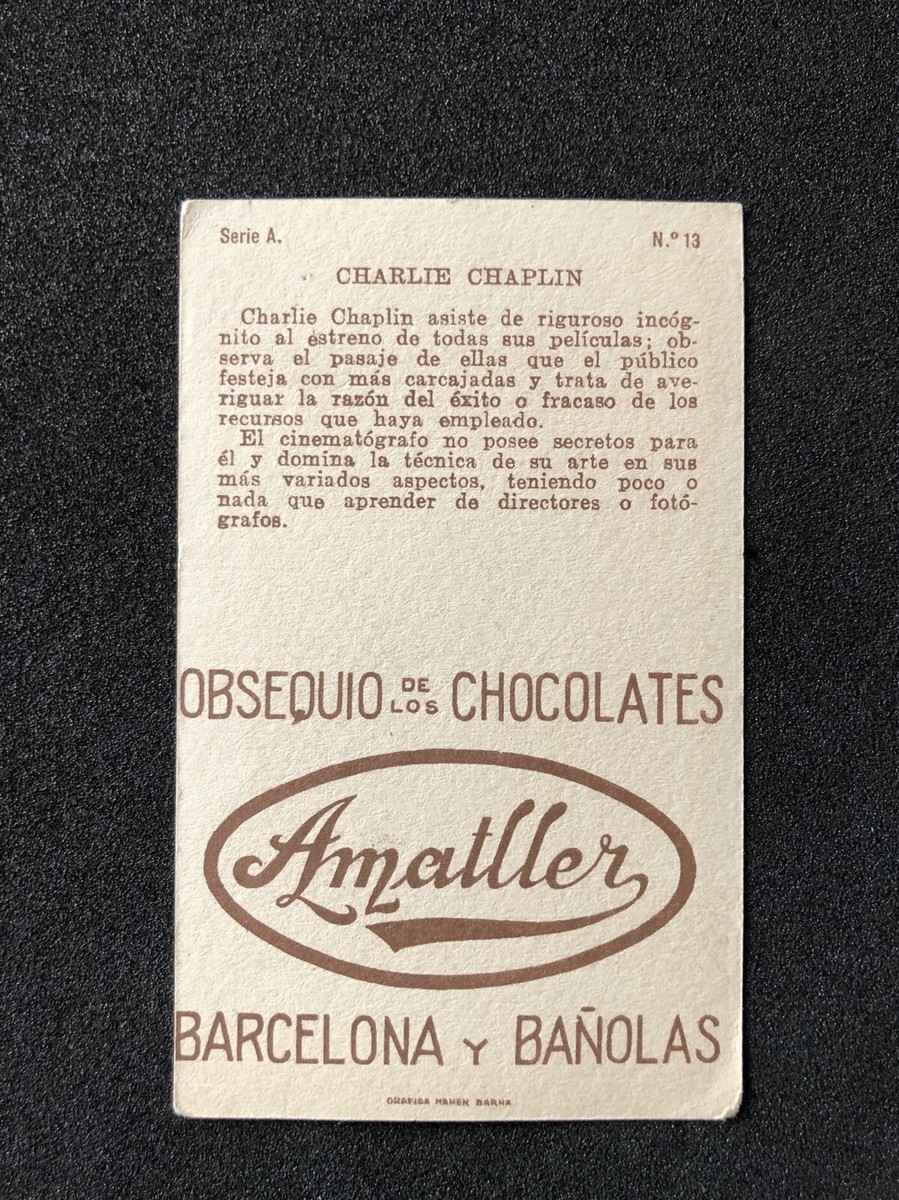 Serie A.
N.º 13
CHARLIE CHAPLIN
Charlie Chaplin asiste de riguroso incóg-
nito al estreno de todas sus películas; ob-
serva el pasaje de ellas que el público
festeja con más carcajadas y trata de ave-
riguar la razón del éxito o fracaso de los
recursos que haya empleado.
El cinematógrafo no posee secretos para
él y domina la técnica de su arte en sus
más variados aspectos, teniendo poco o
nada que aprender de directores o fotó-
grafos.
OBSEQUIO DE LOS CHOCOLATES
Amatller
BARCELONA Y BAÑOLAS
GRAFICA MANEN BARNA